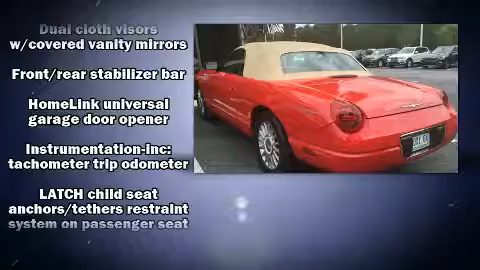 Dual cloth visors
w/covered vanity mirrors
Front/rear stabilizer bar
HomeLink universal
garage door opener
Instrumentation-inc:
tachometer trip odometer
LATCH child seat
anchors/tethers restraint
system on passenger seat